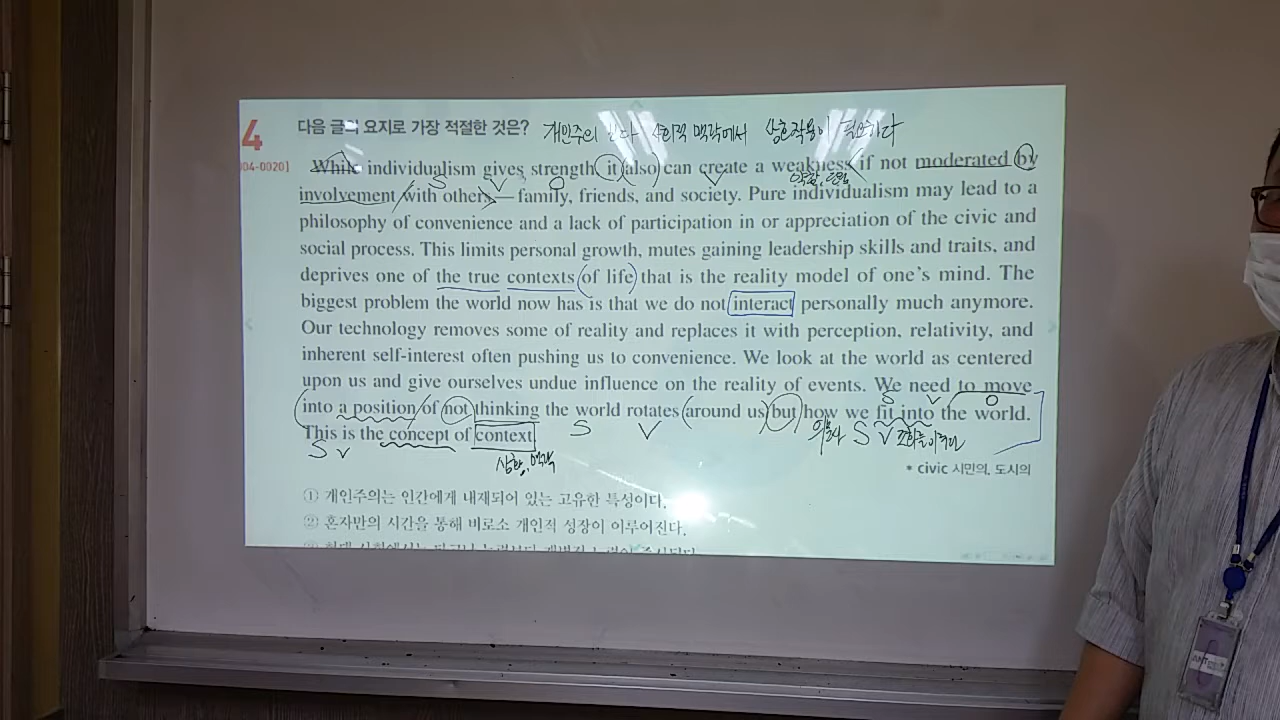 4
다음 글의 요지로 가장 적절한 것은? 개인주의 사회적 맥락에서 상호작용이 필요하다
04-0020]
While individualism gives strength, it also can create a weakness if not moderated by
involvement with others — family, friends, and society. Pure individualism may lead to a
philosophy of convenience and a lack of participation in or appreciation of the civic and
social process. This limits personal growth, mutes gaining leadership skills and traits, and
deprives one of the true contexts of life that is the reality model of one's mind. The
biggest problem the world now has is that we do not interact personally much anymore.
Our technology removes some of reality and replaces it with perception, relativity, and
inherent self-interest often pushing us to convenience. We look at the world as centered
upon us and give ourselves undue influence on the reality of events. We need to move
into a position of not thinking the world rotates around us but how we fit into the world.
S V 의문사 S V 조화를 이루다
This is the concept of context.
S V 상황, 맥락
* civic 시민의, 도시의
① 개인주의는 인간에게 내재되어 있는 고유한 특성이다.
② 혼자만의 시간을 통해 비로소 개인적 성장이 이루어진다.